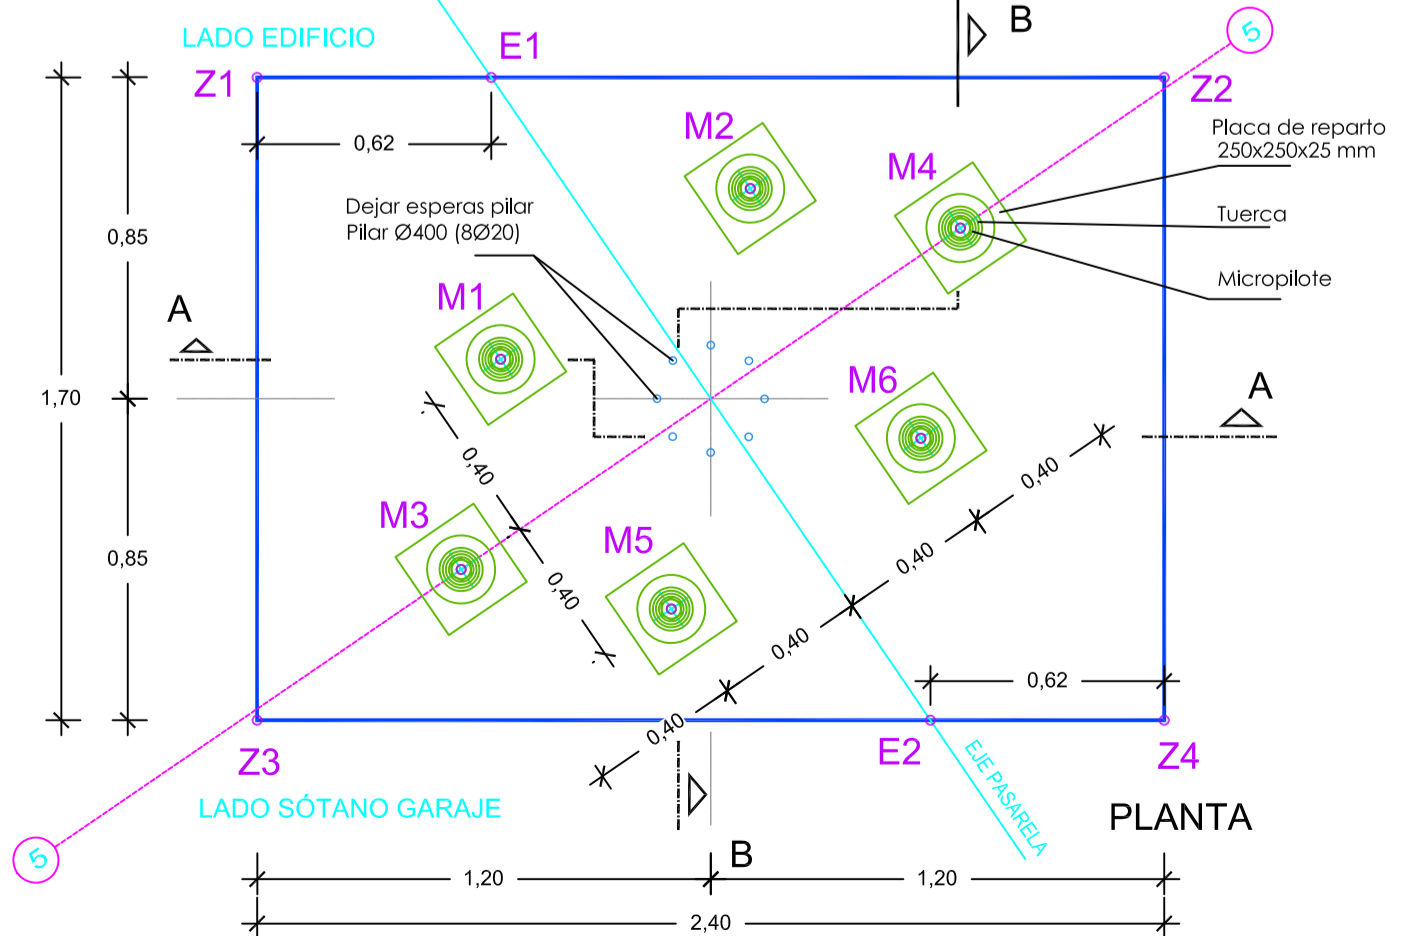 B
5
LADO EDIFICIO
E1
Z1
Z2
M2
Placa de reparto
250x250x25 mm
0,62
M4
Dejar esperas pilar
Pilar Ø400 (8Ø20)
Tuerca
0,85
Micropilote
M1
A
M6
A
1,70
0,40
0,40
M3
M5
0,40
0,85
0,40
0,40
0,62
0,40
E2
Z3
Z4
EJE PASARELA
LADO SÓTANO GARAJE
PLANTA
5
B
1,20
1,20
2,40